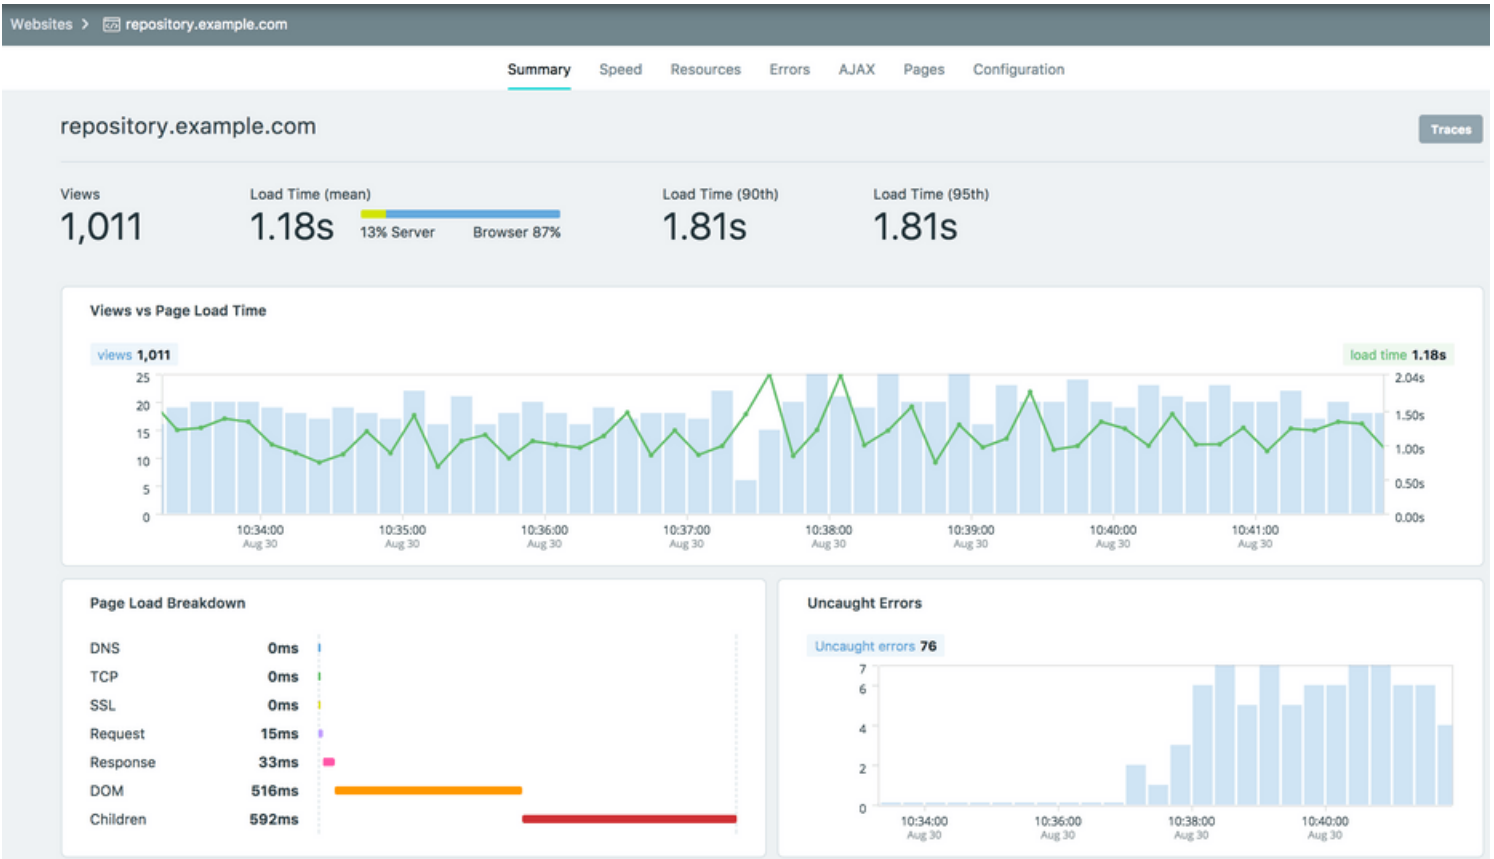 Websites > repository.example.com
Summary Speed Resources Errors AJAX Pages Configuration
repository.example.com
Traces
Views
1,011
Load Time (mean)
1.18s
13% Server Browser 87%
Load Time (90th)
1.81s
Load Time (95th)
1.81s
Views vs Page Load Time
views 1,011
load time 1.18s
25
20
15
10
5
0
2.04s
1.50s
1.00s
0.50s
0.00s
10:34:00 10:35:00 10:36:00 10:37:00 10:38:00 10:39:00 10:40:00 10:41:00
Aug 30 Aug 30 Aug 30 Aug 30 Aug 30 Aug 30 Aug 30 Aug 30
Page Load Breakdown
DNS 0ms
TCP 0ms
SSL 0ms
Request 15ms
Response 33ms
DOM 516ms
Children 592ms
Uncaught Errors
Uncaught errors 76
7
6
4
2
0
10:34:00 10:36:00 10:38:00 10:40:00
Aug 30 Aug 30 Aug 30 Aug 30